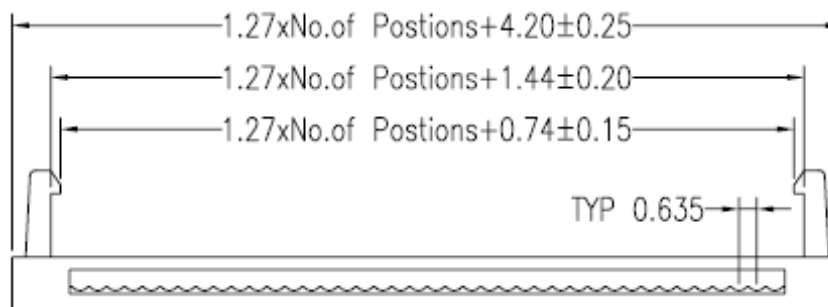 1.27xNo.of Postions+4.20±0.25
1.27xNo.of Postions+1.44±0.20
1.27xNo.of Postions+0.74±0.15
TYP 0.635